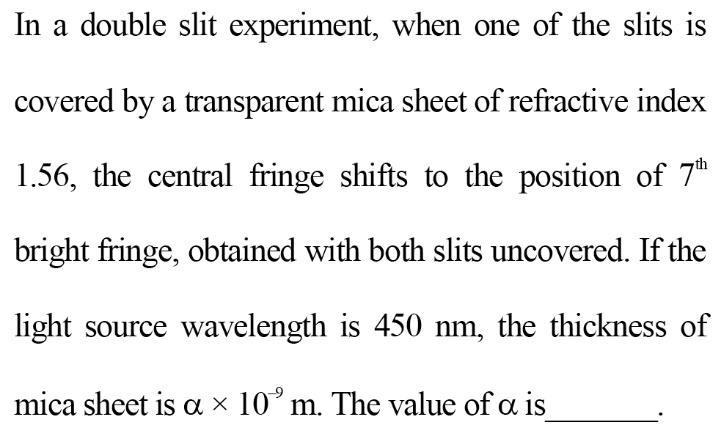 In a double slit experiment, when one of the slits is
covered by a transparent mica sheet of refractive index
1.56, the central fringe shifts to the position of 7th
bright fringe, obtained with both slits uncovered. If the
light source wavelength is 450 nm, the thickness of
mica sheet is α × 10⁻⁹ m. The value of α is________.